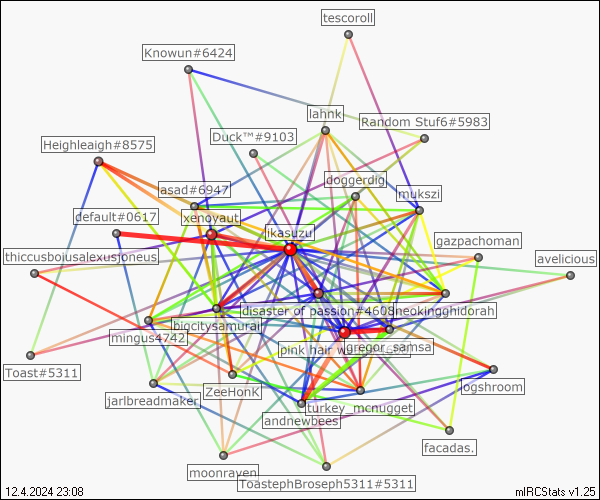 tescoroll
Knowun#6424
lahnk
Random Stuf6#5983
Duck™#9103
Heighleaigh#8575
doggerdig
asad#6947
mukszi
default#0617
xenoyaut
ikasuzu
gazpachoman
thiccusboiusalexusioneus
avelicious
disaster of passion#4608
neokingghidorah
bigcitysamurai
mingus4742
pink hair
gregor_samsa
Toast#5311
egshroom
ZeeHonk
jarlbreadmaker
turkey_mcnugget
andnewbees
facadas.
moonraven
ToastephBroseph5311#5311
12.4.2024 23:08
mIRCStats v1.25